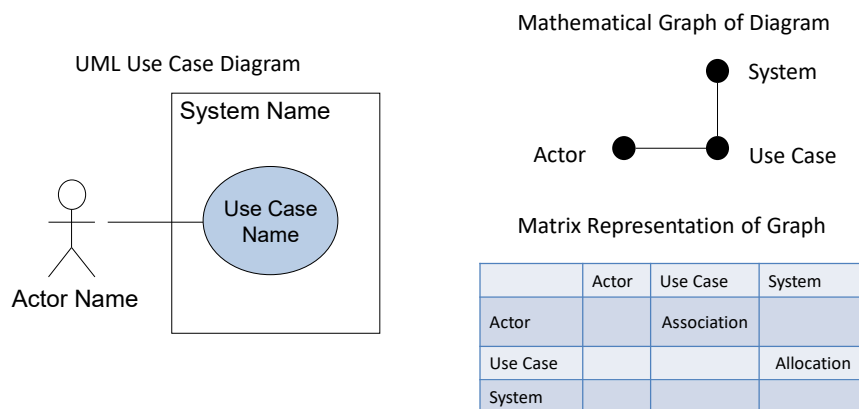 UML Use Case Diagram
System Name
Use Case
Name
Actor Name
Mathematical Graph of Diagram
System
Actor
Use Case
Matrix Representation of Graph
Actor Use Case System
Actor Association
Use Case Allocation
System